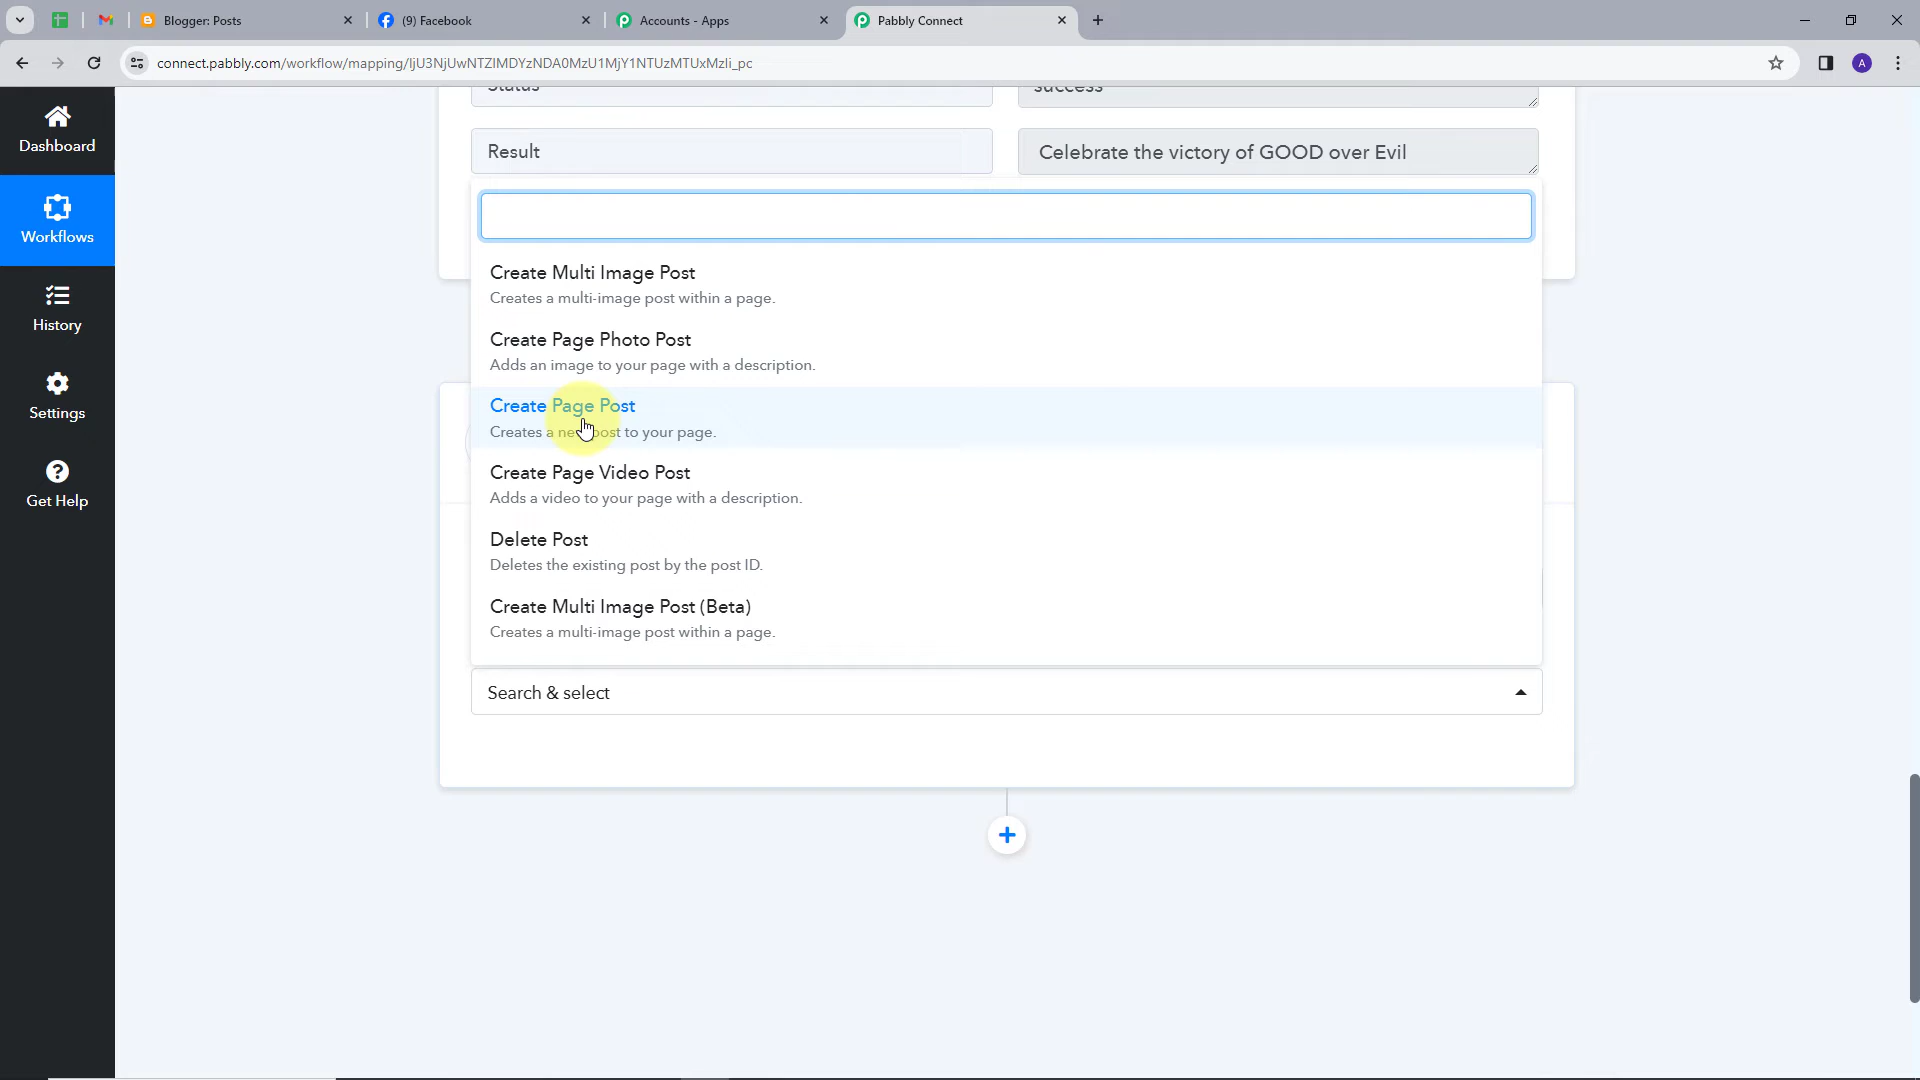 Blogger: Posts
(9) Facebook
Accounts - Apps
Pabbly Connect
connect.pabbly.com/workflow/mapping/IjU3NjUwNTZlMDYzNDA0MzU1MjY1NTUzMTUxMzli_pc
Dashboard
Workflows
History
Settings
Get Help
Status
success
Result
Celebrate the victory of GOOD over Evil
Create Multi Image Post
Creates a multi-image post within a page.
Create Page Photo Post
Adds an image to your page with a description.
Create Page Post
Creates a new post to your page.
Create Page Video Post
Adds a video to your page with a description.
Delete Post
Deletes the existing post by the post ID.
Create Multi Image Post (Beta)
Creates a multi-image post within a page.
Search & select
A